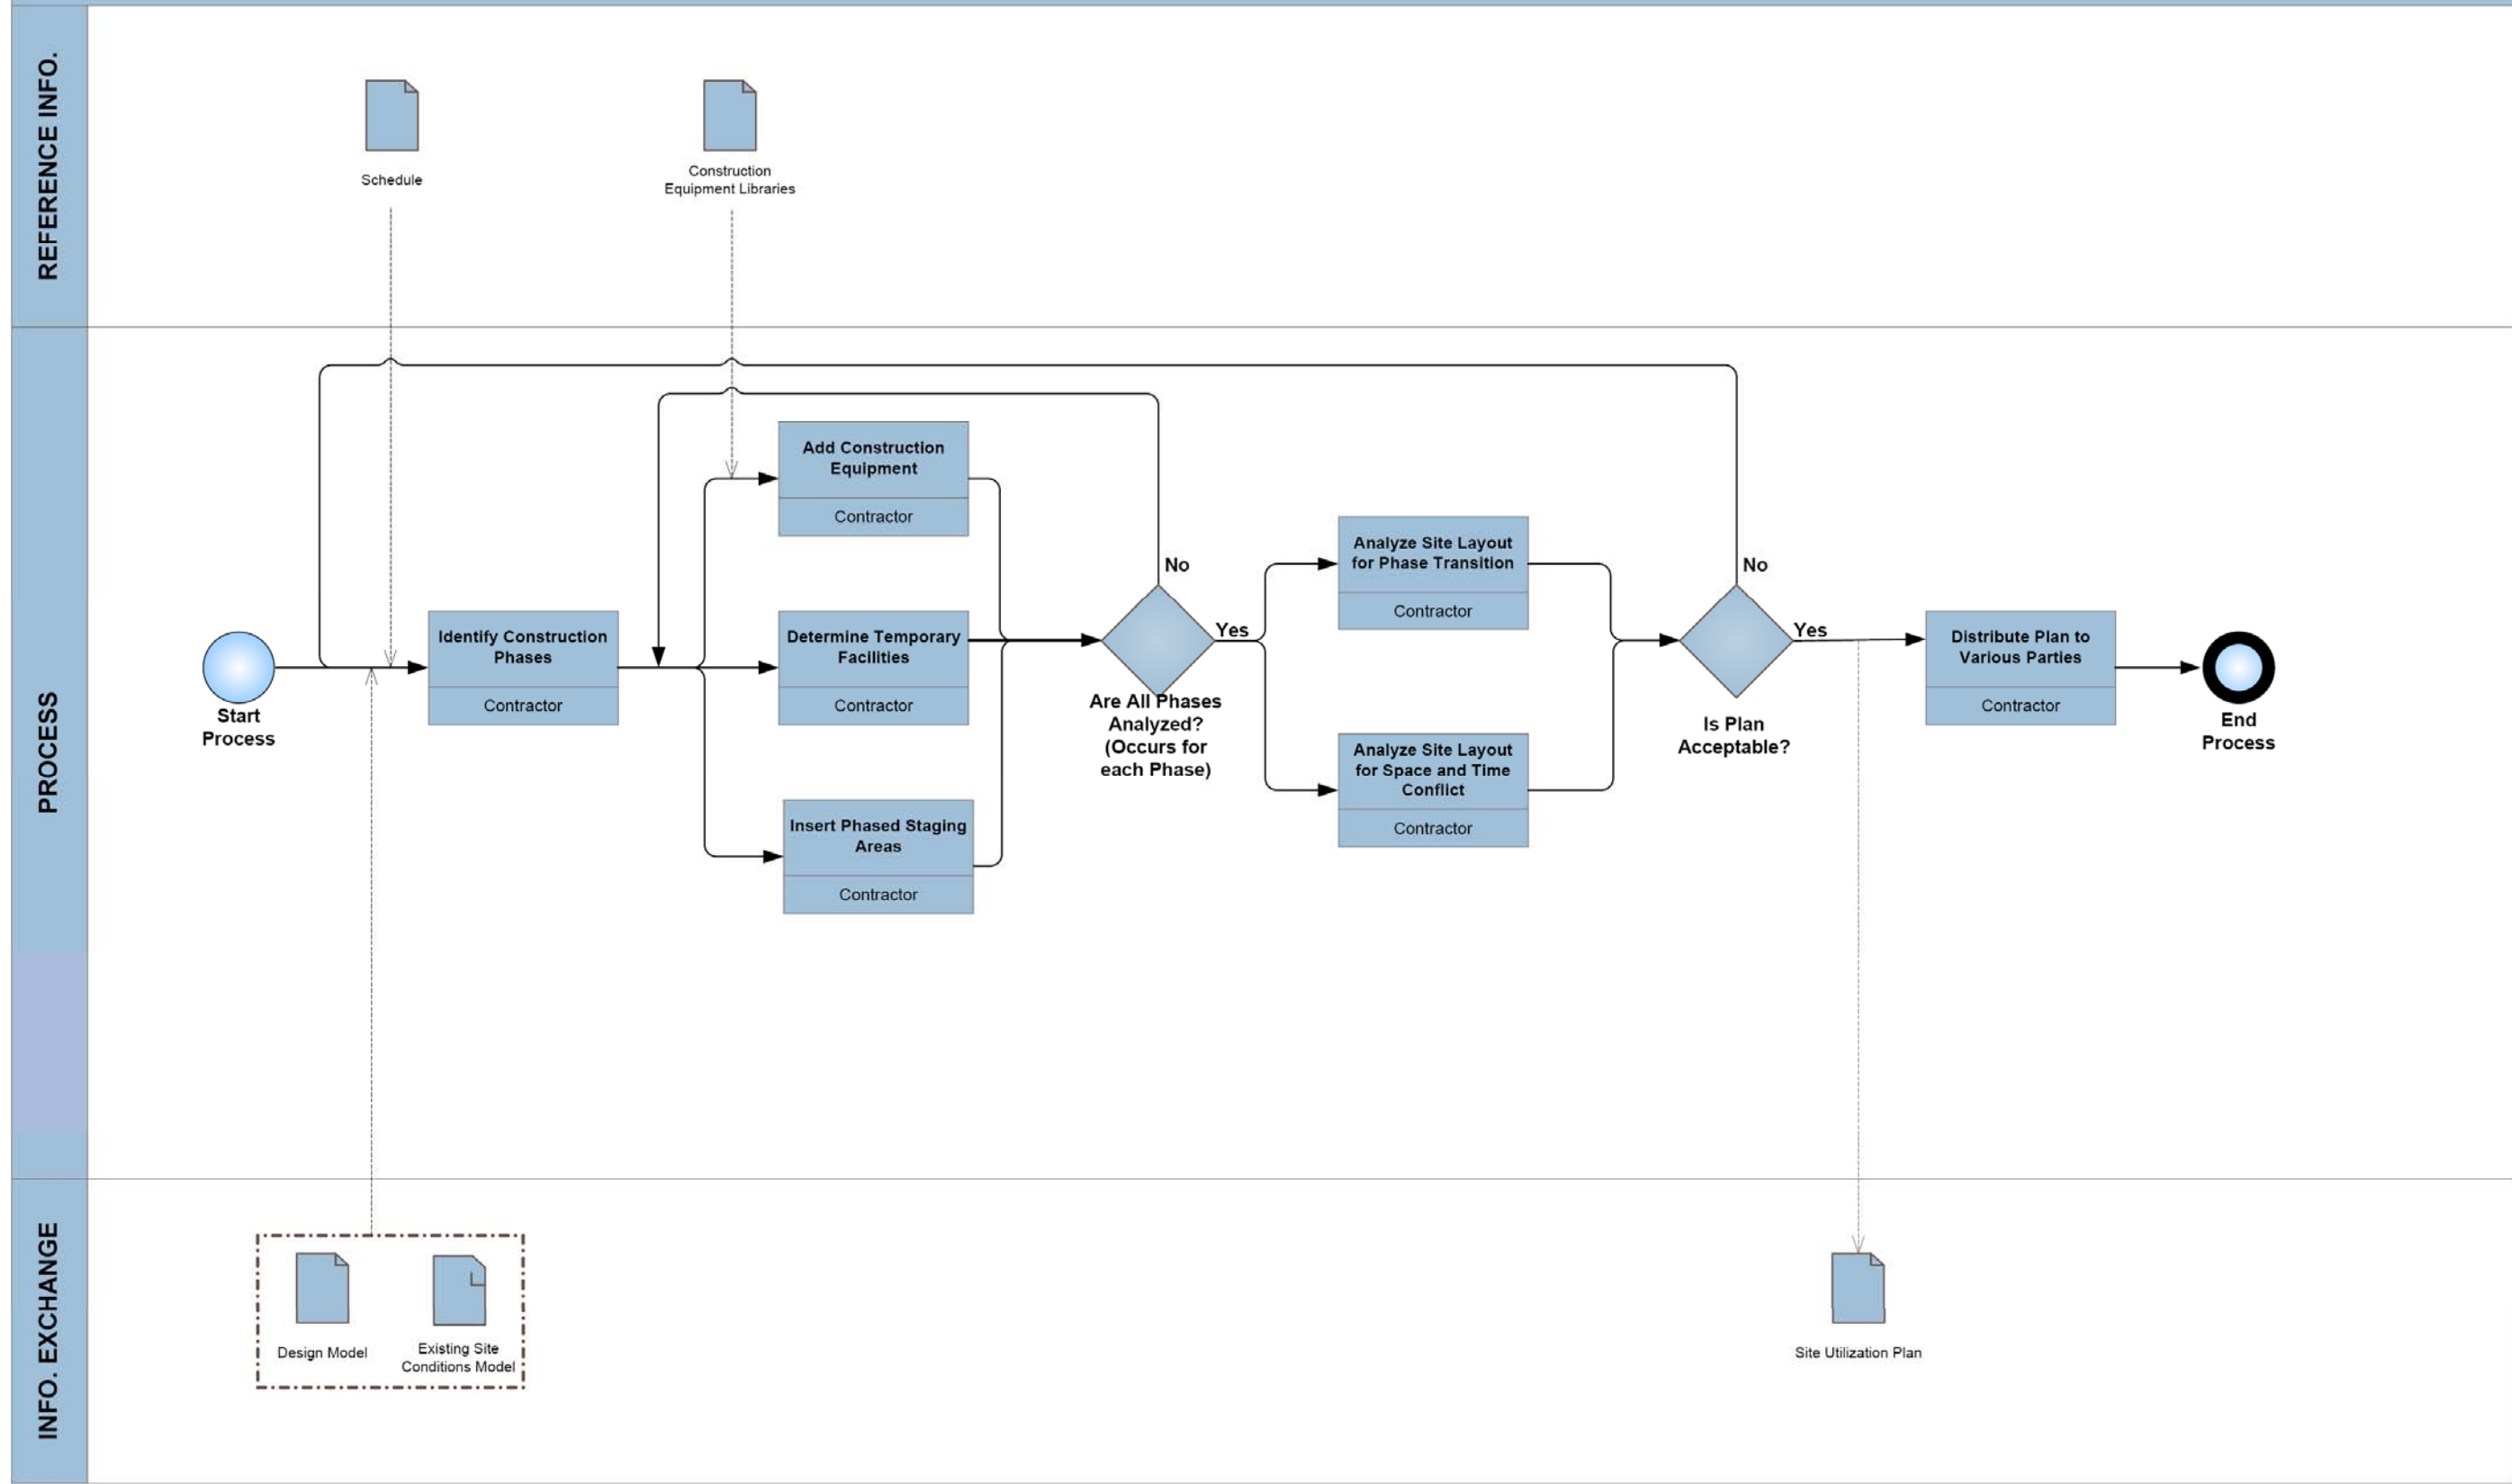 REFERENCE INFO.
Schedule
Construction
Equipment Libraries
PROCESS
Start
Process
Identify Construction
Phases
Contractor
Add Construction
Equipment
Contractor
Determine Temporary
Facilities
Contractor
Insert Phased Staging
Areas
Contractor
No
Yes
Are All Phases
Analyzed?
(Occurs for
each Phase)
Analyze Site Layout
for Phase Transition
Contractor
Analyze Site Layout
for Space and Time
Conflict
Contractor
No
Yes
Is Plan
Acceptable?
Distribute Plan to
Various Parties
Contractor
End
Process
INFO. EXCHANGE
Design Model
Existing Site
Conditions Model
Site Utilization Plan